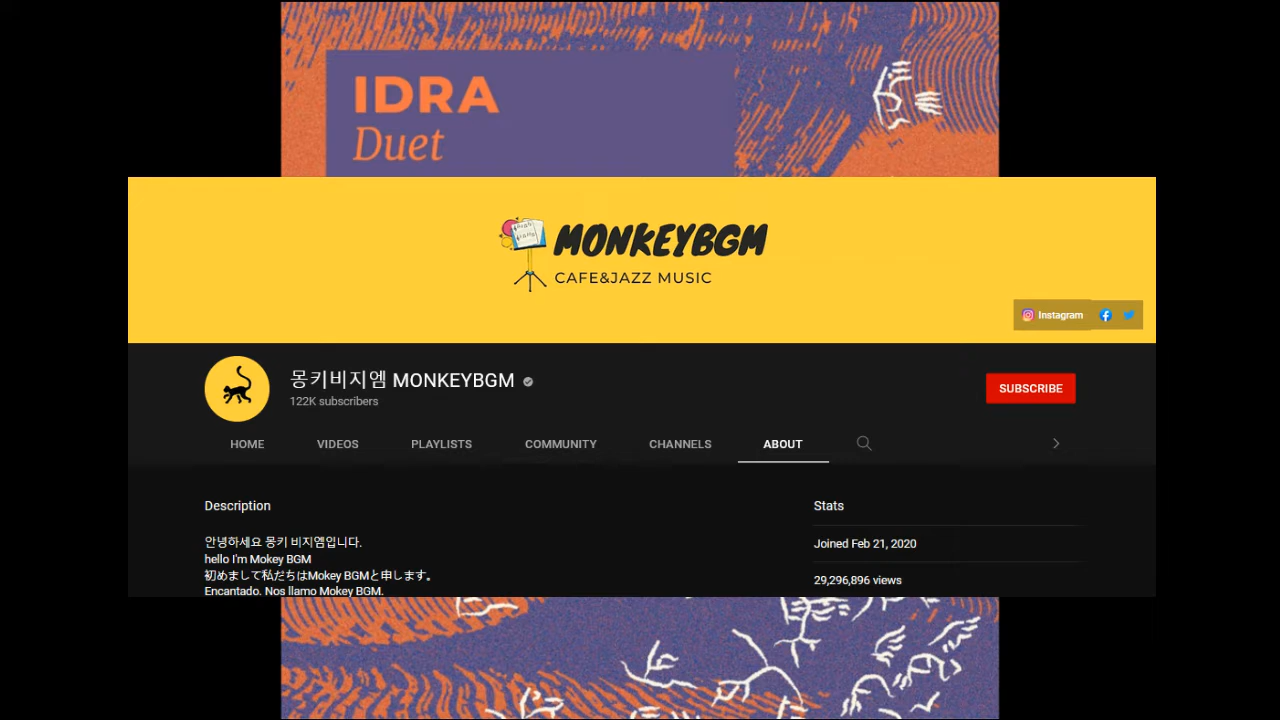 IDRA
Duet
MONKEYBGM
CAFE&JAZZ MUSIC
Instagram
몽키비지엠 MONKEYBGM
122K subscribers
SUBSCRIBE
HOME VIDEOS PLAYLISTS COMMUNITY CHANNELS ABOUT
Description
Stats
안녕하세요 몽키 비지엠입니다.
hello I'm Mokey BGM
初めまして私だちはMokey BGMと申します。
Encantado. Nos llamo Mokey BGM.
Joined Feb 21, 2020
29,296,896 views